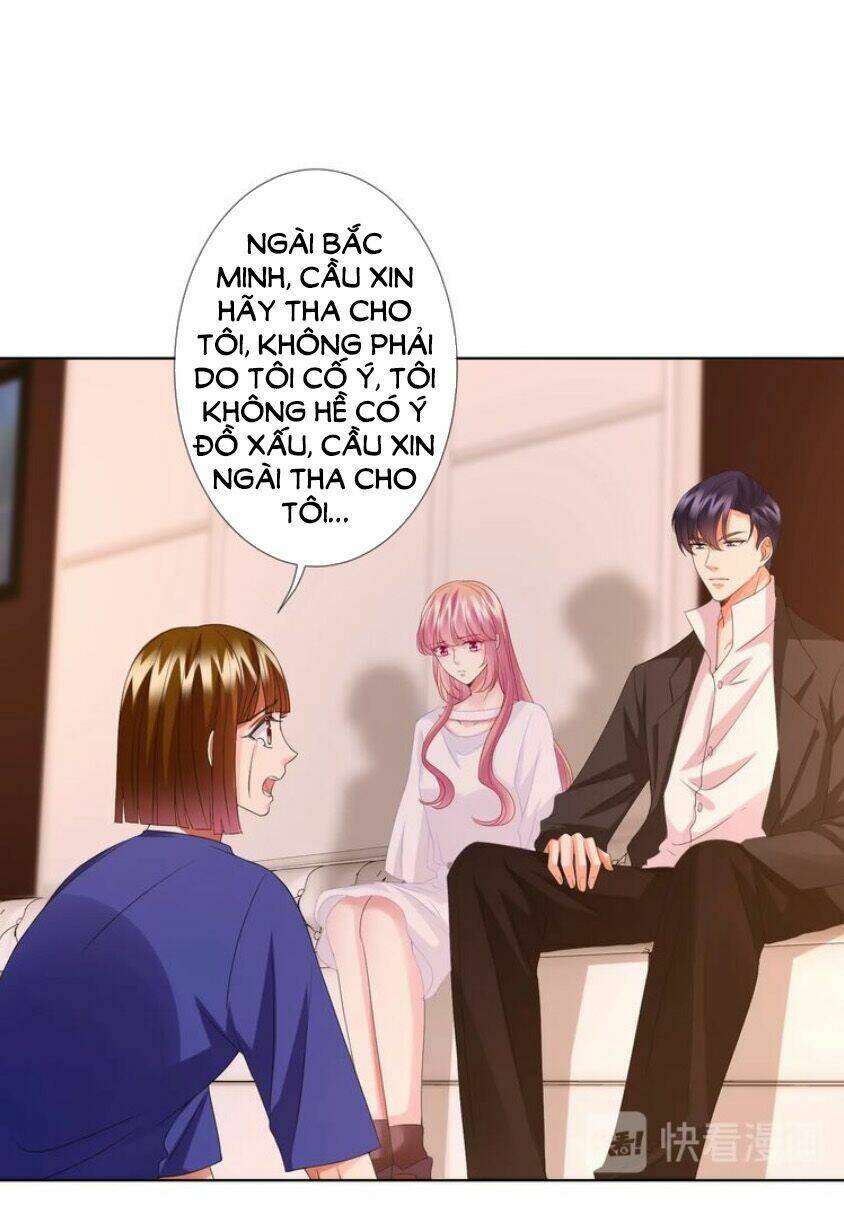 NGÀI BẮC
MINH, CẦU XIN
HÃY THA CHO
TÔI, KHÔNG PHẢI
DO TÔI CỐ Ý, TÔI
KHÔNG HỀ CÓ Ý
ĐỒ XẤU, CẦU XIN
NGÀI THA CHO
TÔI...
快看漫画